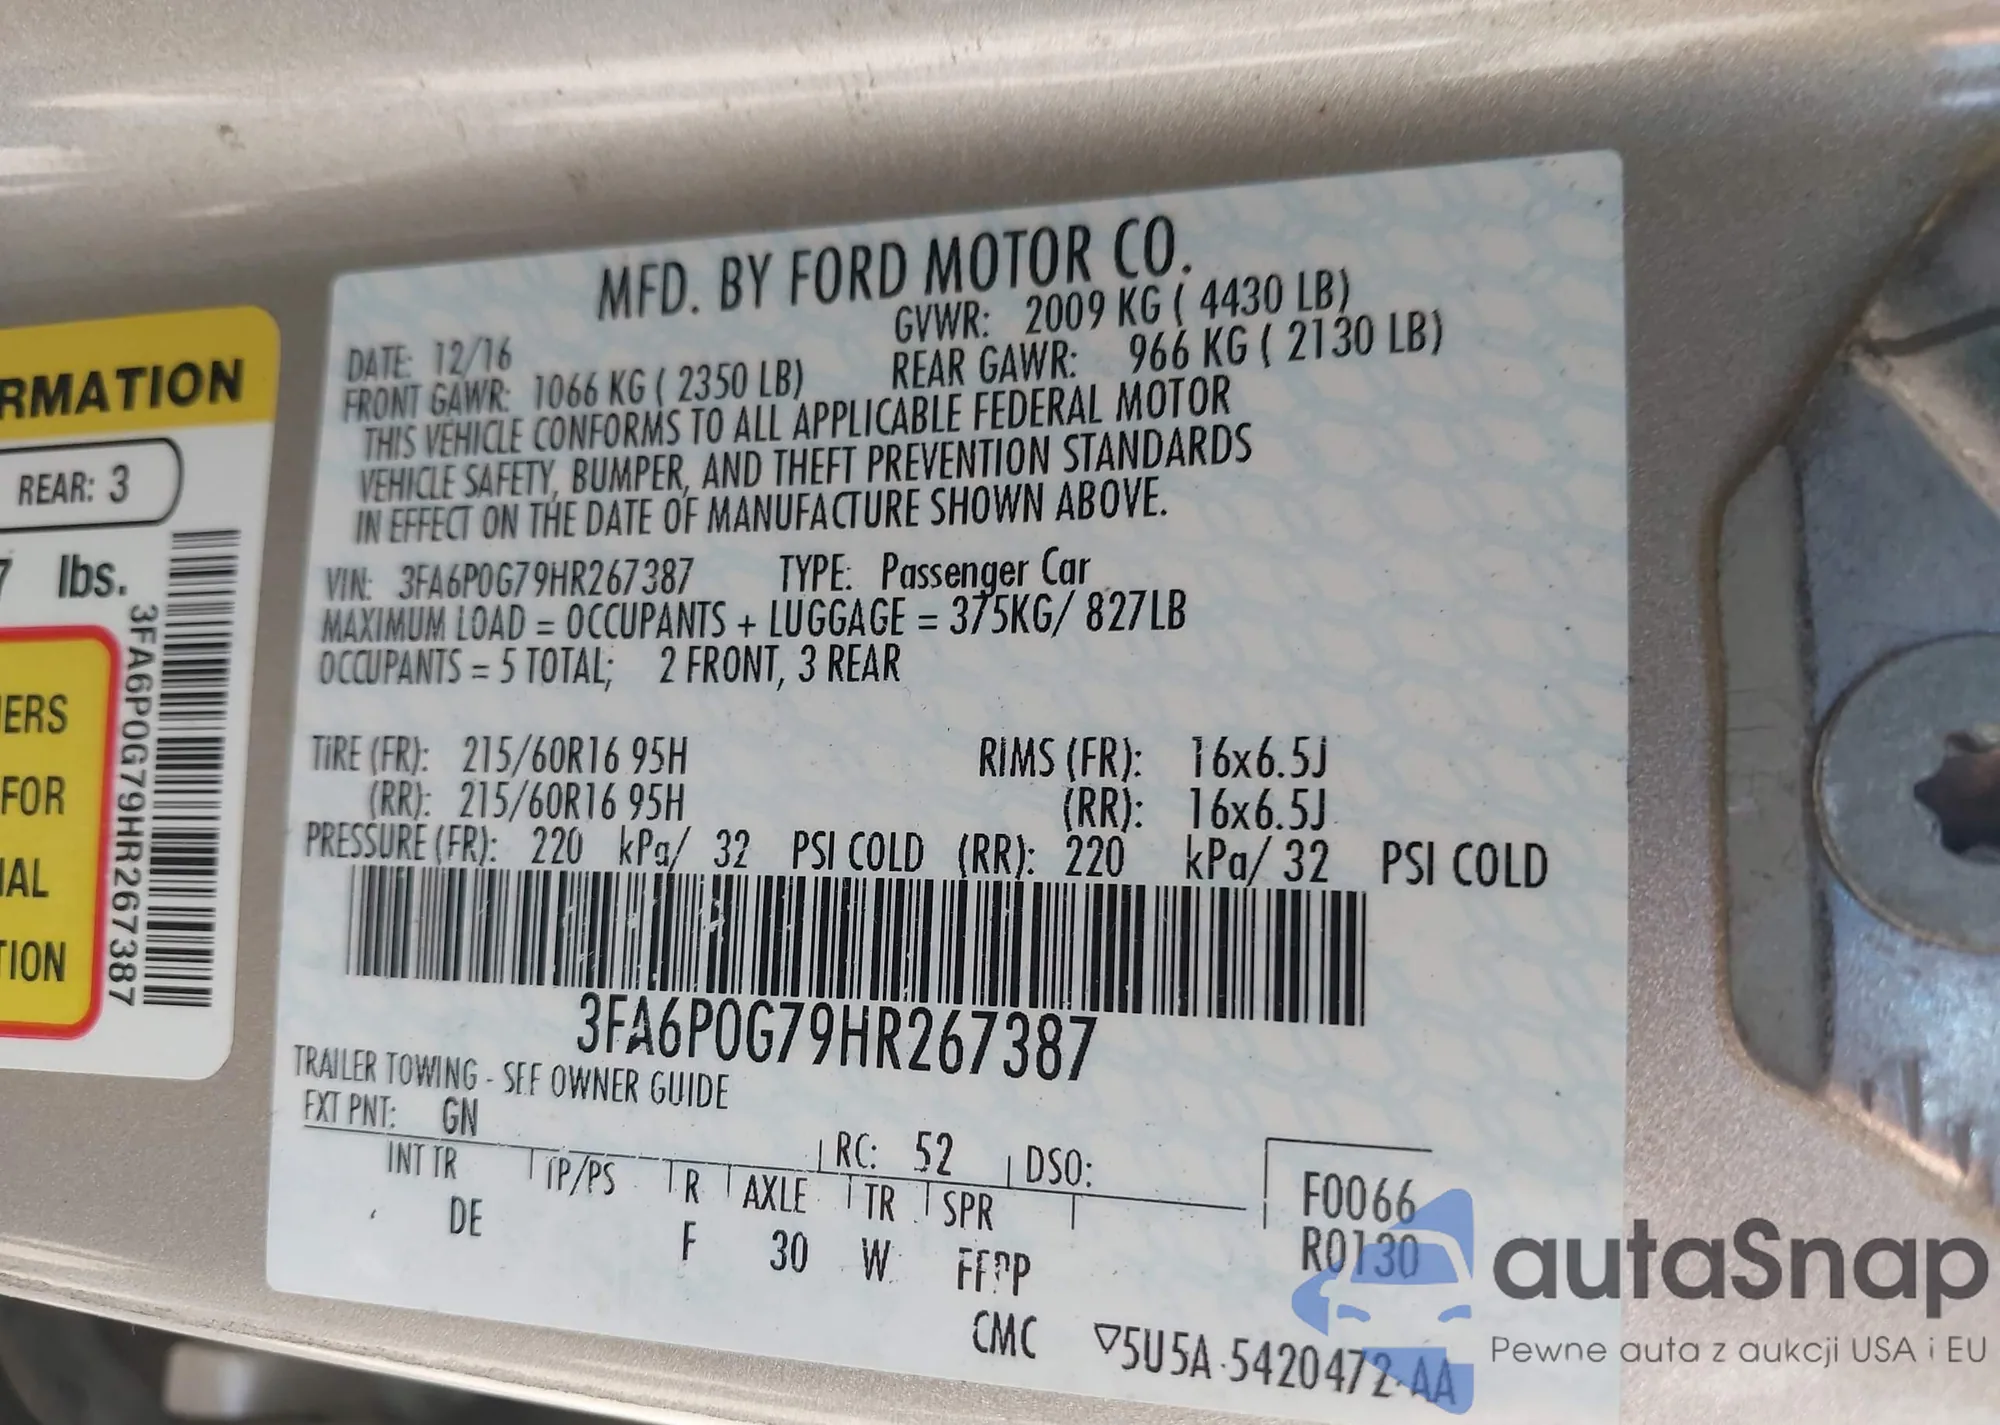 RMATION
REAR: 3
7 lbs.
IERS
FOR
IAL
TION
3FA6P0G79HR267387
MFD. BY FORD MOTOR CO.
DATE: 12/16 GVWR: 2009 KG ( 4430 LB)
FRONT GAWR: 1066 KG ( 2350 LB) REAR GAWR: 966 KG ( 2130 LB)
THIS VEHICLE CONFORMS TO ALL APPLICABLE FEDERAL MOTOR
VEHICLE SAFETY, BUMPER, AND THEFT PREVENTION STANDARDS
IN EFFECT ON THE DATE OF MANUFACTURE SHOWN ABOVE.
VIN: 3FA6P0G79HR267387 TYPE: Passenger Car
MAXIMUM LOAD = OCCUPANTS + LUGGAGE = 375KG/ 827LB
OCCUPANTS = 5 TOTAL; 2 FRONT, 3 REAR
TIRE (FR): 215/60R16 95H RIMS (FR): 16x6.5J
(RR): 215/60R16 95H (RR): 16x6.5J
PRESSURE (FR): 220 kPa/ 32 PSI COLD (RR): 220 kPa/ 32 PSI COLD
3FA6P0G79HR267387
TRAILER TOWING - SEE OWNER GUIDE
EXT PNT: GN RC: 52 DSO:
INT TR TP/PS R AXLE TR SPR F0066
DE F 30 W R0130
CMC ▽5U5A-5420472-AA
autaSnap
Pewne auta z aukcji USA i EU